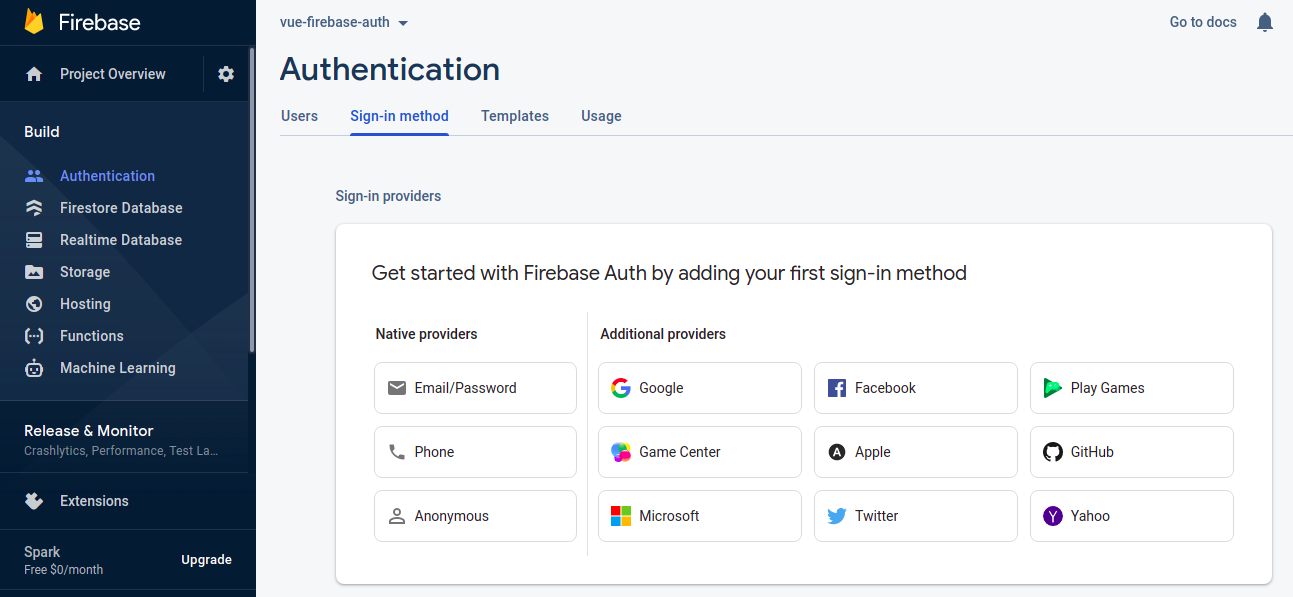 Firebase
Project Overview
Build
Authentication
Firestore Database
Realtime Database
Storage
Hosting
Functions
Machine Learning
Release & Monitor
Crashlytics, Performance, Test La...
Extensions
Spark
Free $0/month
Upgrade
vue-firebase-auth
Go to docs
Authentication
Users Sign-in method Templates Usage
Sign-in providers
Get started with Firebase Auth by adding your first sign-in method
Native providers
Email/Password
Phone
Anonymous
Additional providers
Google Facebook Play Games
Game Center Apple GitHub
Microsoft Twitter Yahoo